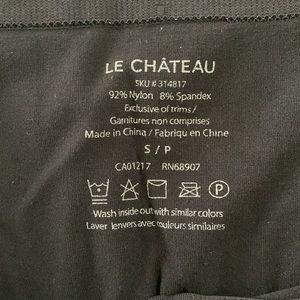 LE CHÂTEAU
SKU# 314817
92% Nylon 8% Spandex
Exclusive of trims/
Garnitures non comprises
Made in China / Fabriqu en Chine
S / P
CA01217 RN68907
Wash inside out with similar colors
Laver lenvers avec couleurs similaires